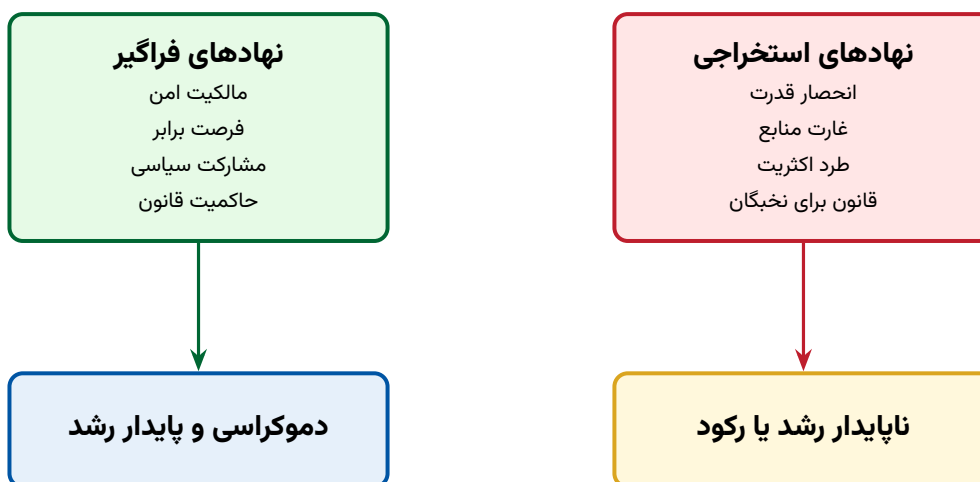 نهادهای استخراجی
انحصار قدرت
غارت منابع
طرد اکثریت
قانون برای نخبگان
نهادهای فراگیر
مالکیت امن
فرصت برابر
مشارکت سیاسی
حاکمیت قانون
ناپایدار رشد یا رکود
دموکراسی و پایدار رشد